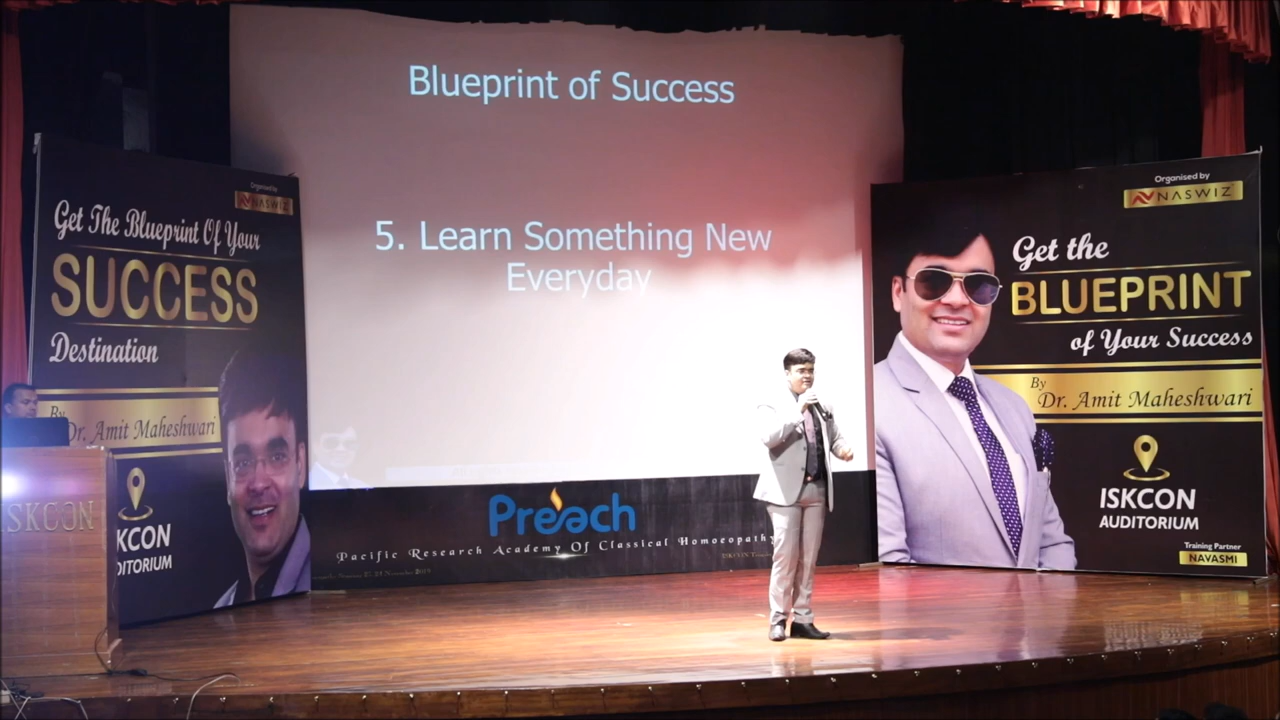 Blueprint of Success
5. Learn Something New
Everyday
Organised by
NASWIZ
Get The Blueprint Of Your
SUCCESS
Destination
By
Dr. Amit Maheshwari
KCON
DITORIUM
ISKCON
Preach
Pacific Research Academy Of Classical Homoeopathy
Organised by
NASWIZ
Get the
BLUEPRINT
of Your Success
By
Dr. Amit Maheshwari
ISKCON
AUDITORIUM
Training Partner
NAVASMI